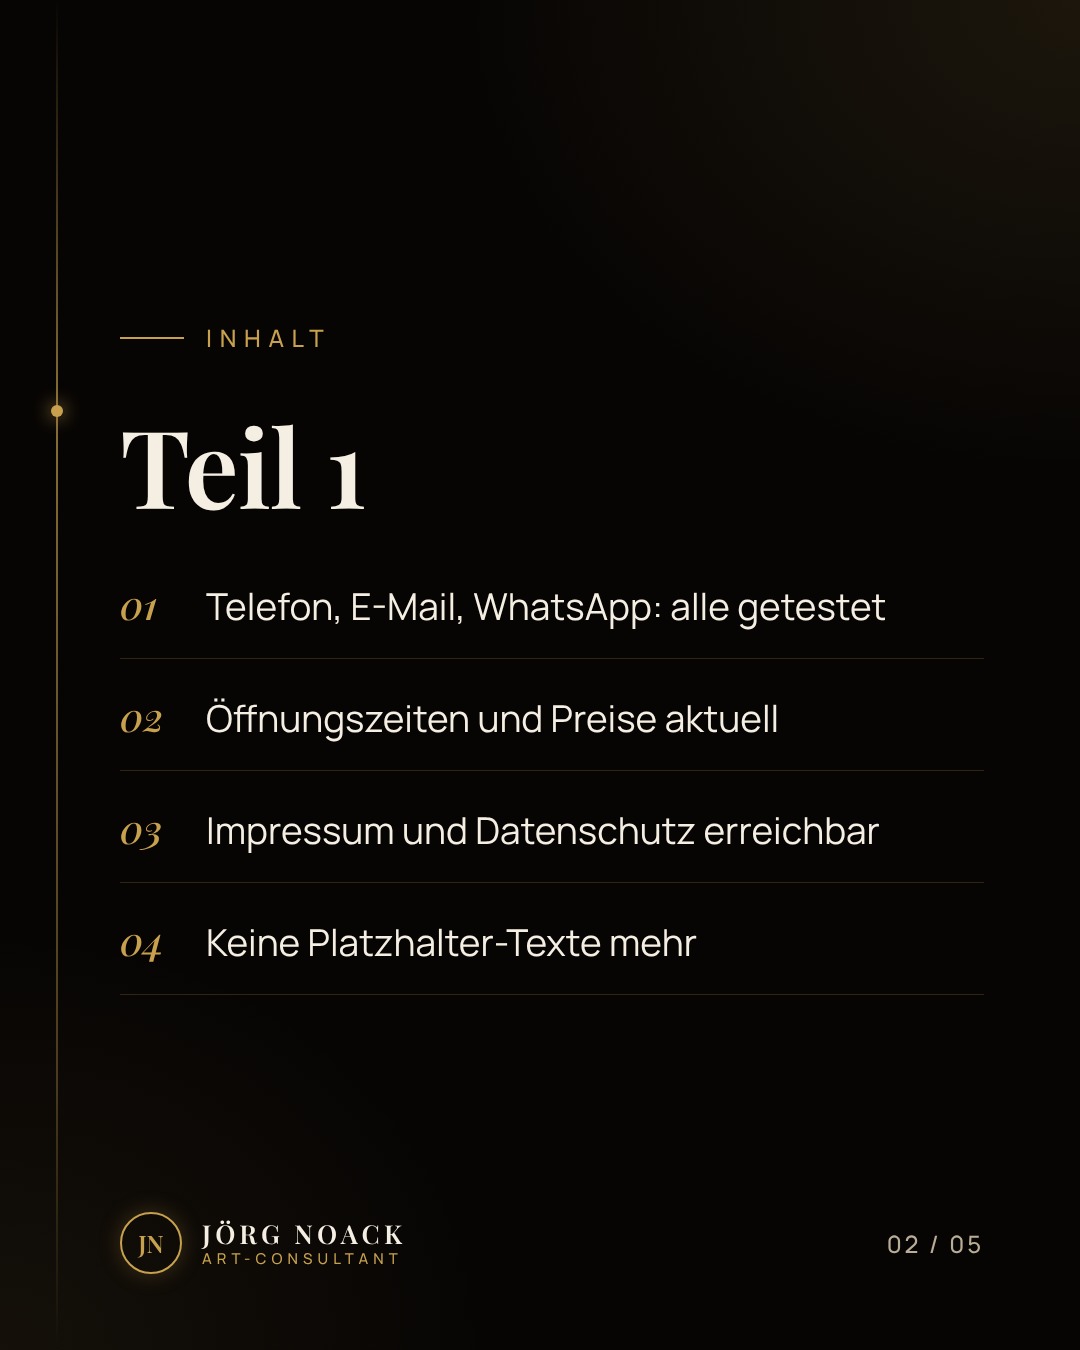 INHALT
Teil 1
01 Telefon, E-Mail, WhatsApp: alle getestet
02 Öffnungszeiten und Preise aktuell
03 Impressum und Datenschutz erreichbar
04 Keine Platzhalter-Texte mehr
JN
JÖRG NOACK
ART-CONSULTANT
02 / 05